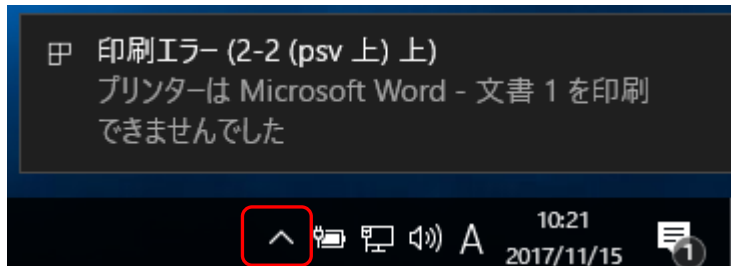 印刷エラー (2-2 (psv 上) 上)
プリンターは Microsoft Word - 文書 1 を印刷
できませんでした
A
10:21
2017/11/15
1